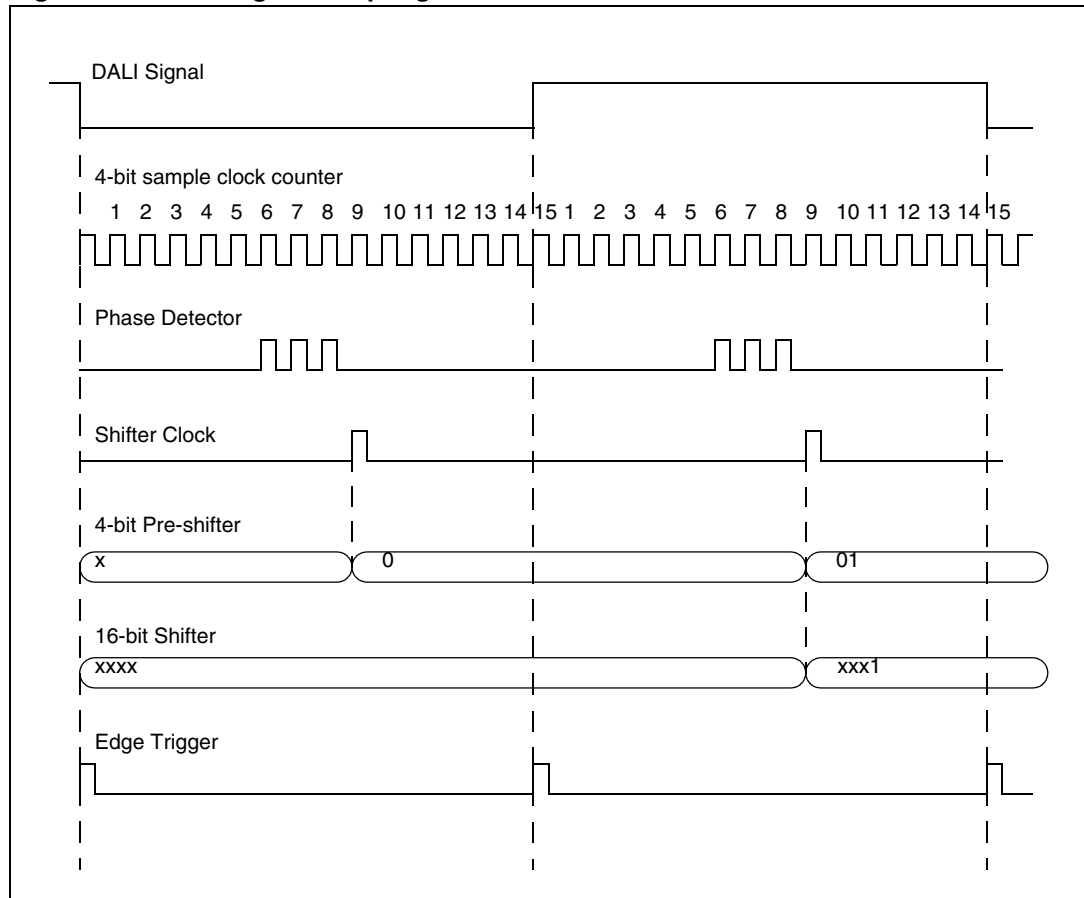 DALI Signal
4-bit sample clock counter
1 2 3 4 5 6 7 8 9 10 11 12 13 14 15 1 2 3 4 5 6 7 8 9 10 11 12 13 14 15
Phase Detector
Shifter Clock
4-bit Pre-shifter
x 0 01
16-bit Shifter
xxxx xxx1
Edge Trigger